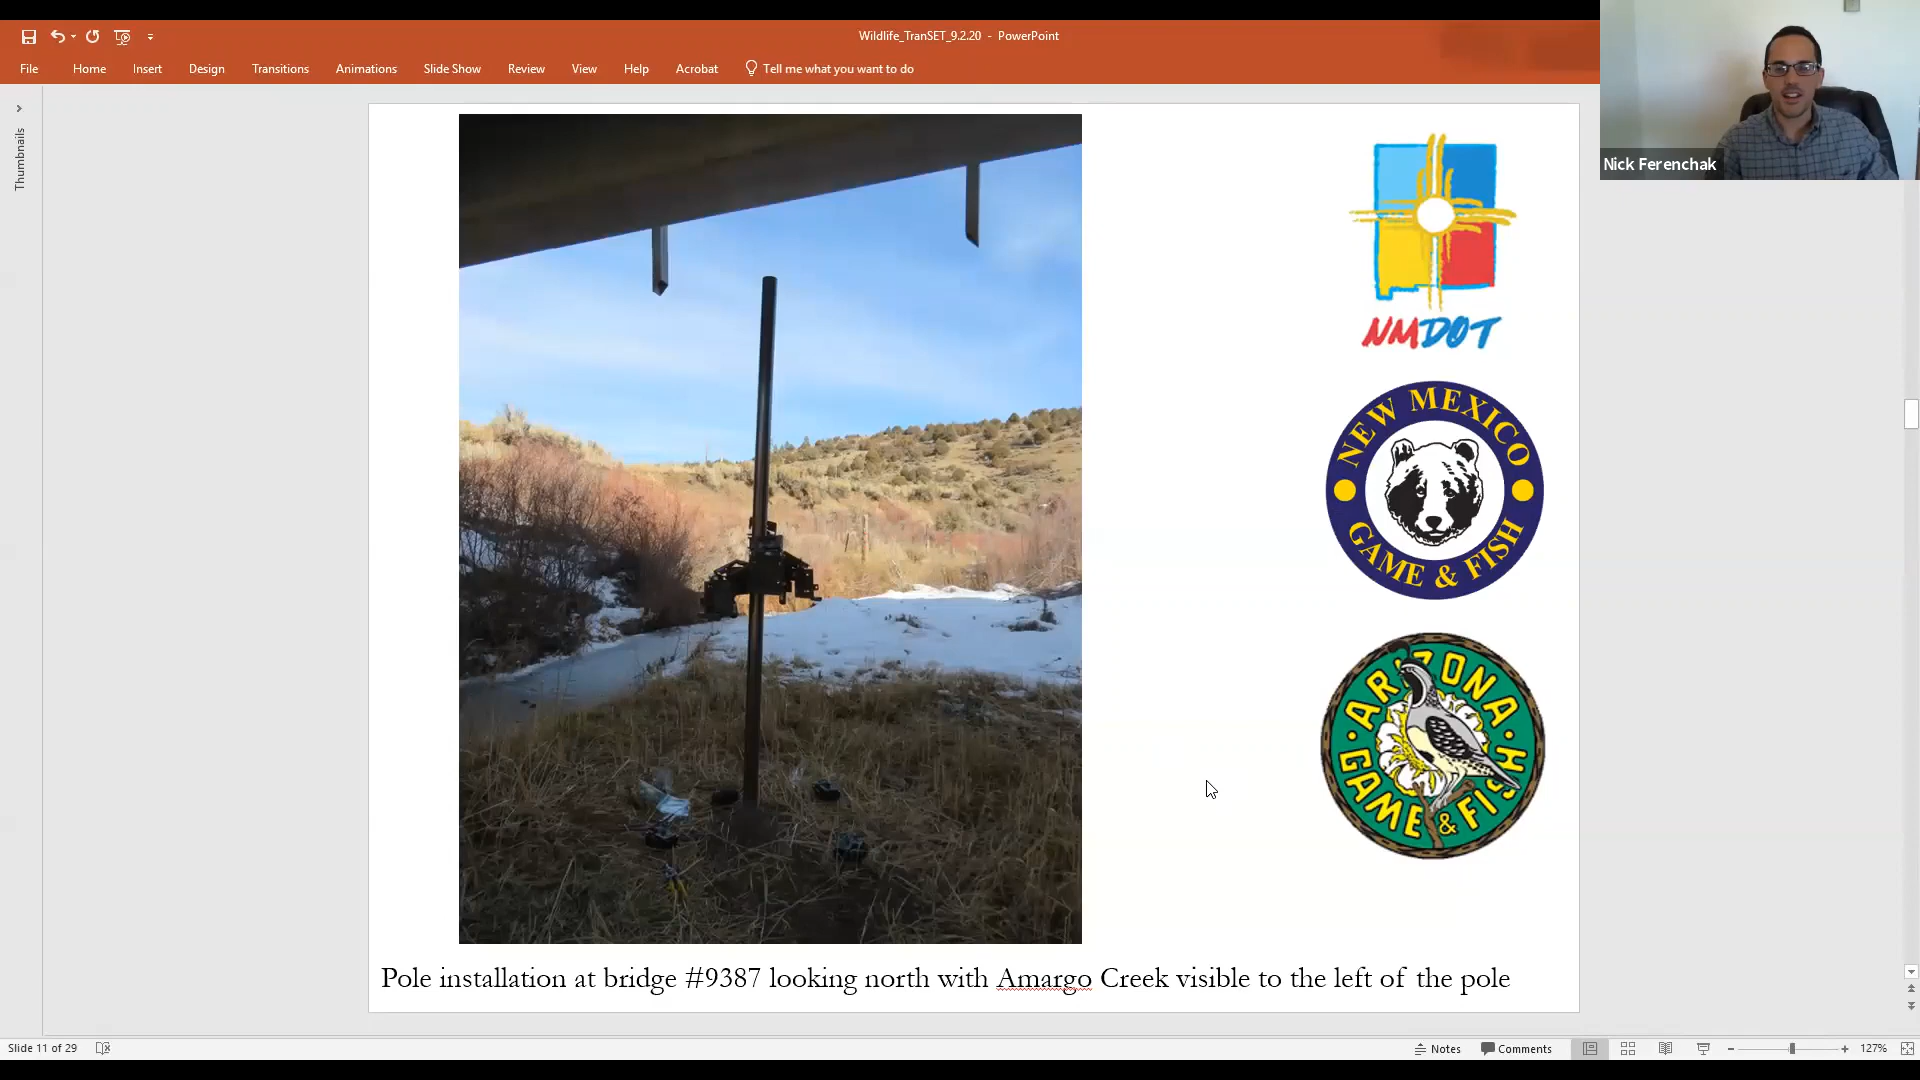 Wildlife_TranSET_9.2.20 - PowerPoint
File Home Insert Design Transitions Animations Slide Show Review View Help Acrobat Tell me what you want to do
Nick Ferenchak
Thumbnails
NMDOT
NEW MEXICO
GAME & FISH
ARIZONA
GAME & FISH
Pole installation at bridge #9387 looking north with Amargo Creek visible to the left of the pole
Slide 11 of 29
Notes Comments 127%